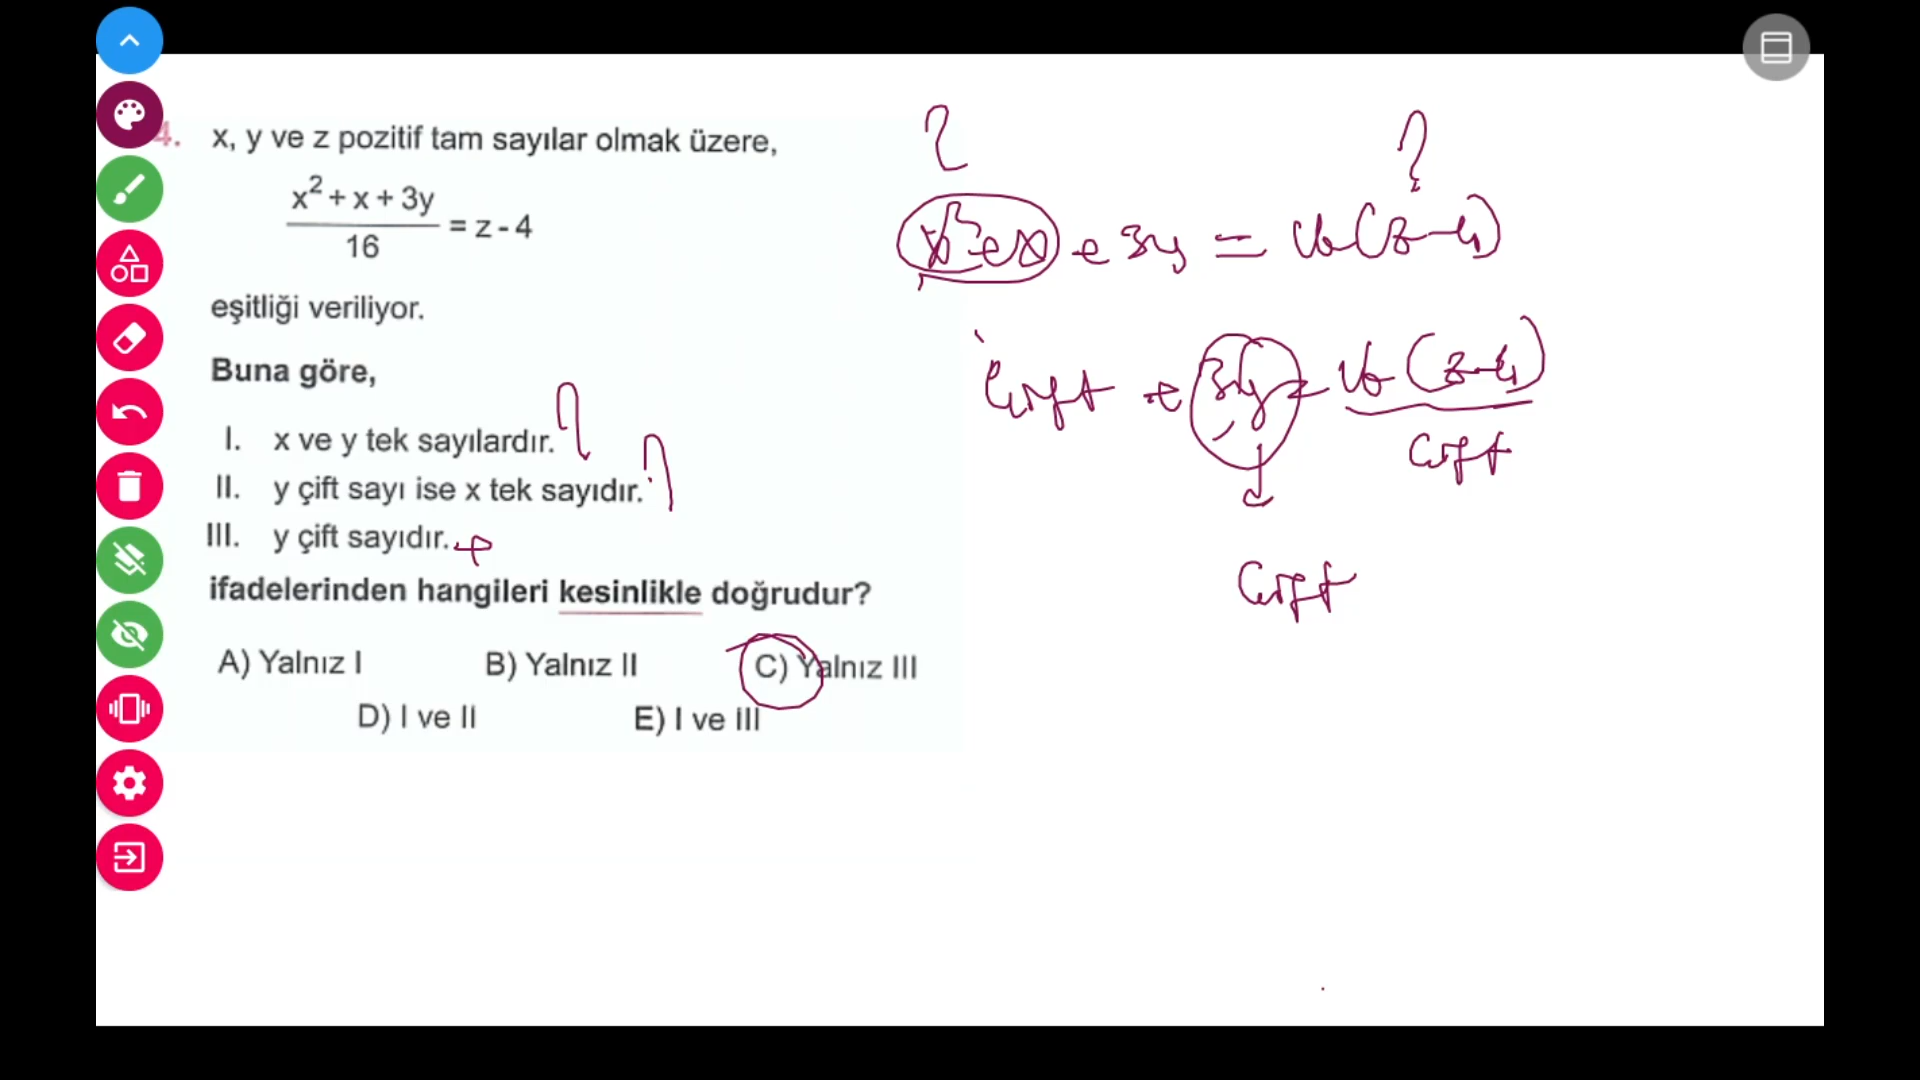 4. x, y ve z pozitif tam sayılar olmak üzere,
x² + x + 3y
16
= z - 4
eşitliği veriliyor.
Buna göre,
I. x ve y tek sayılardır. ?
II. y çift sayı ise x tek sayıdır. ?
III. y çift sayıdır. +
ifadelerinden hangileri kesinlikle doğrudur?
A) Yalnız I B) Yalnız II C) Yalnız III
D) I ve II E) I ve III
? ?
x² + x + 3y = 16(z-4)
çift + 3y = 16(z-4)
çift
çift